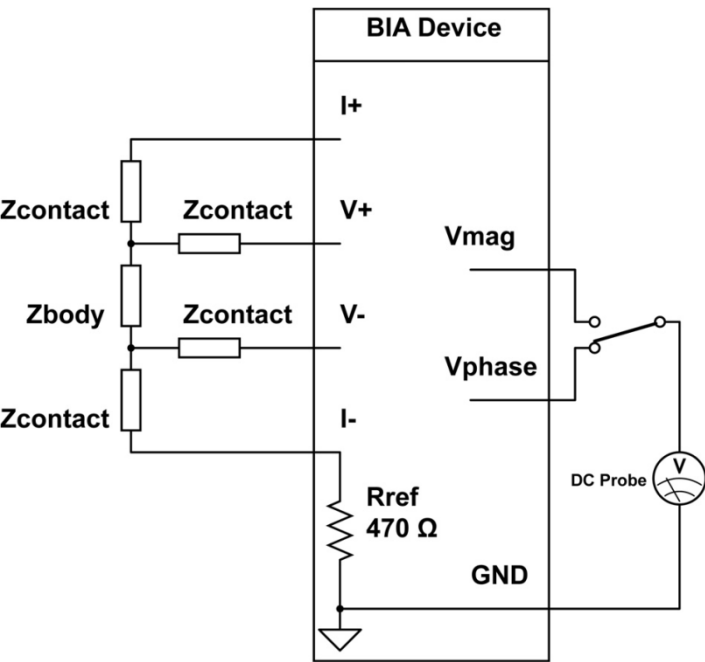 BIA Device
I+
Zcontact
Zcontact
V+
Vmag
Zbody
Zcontact
V-
Vphase
Zcontact
I-
V
DC Probe
Rref
470 Ω
GND